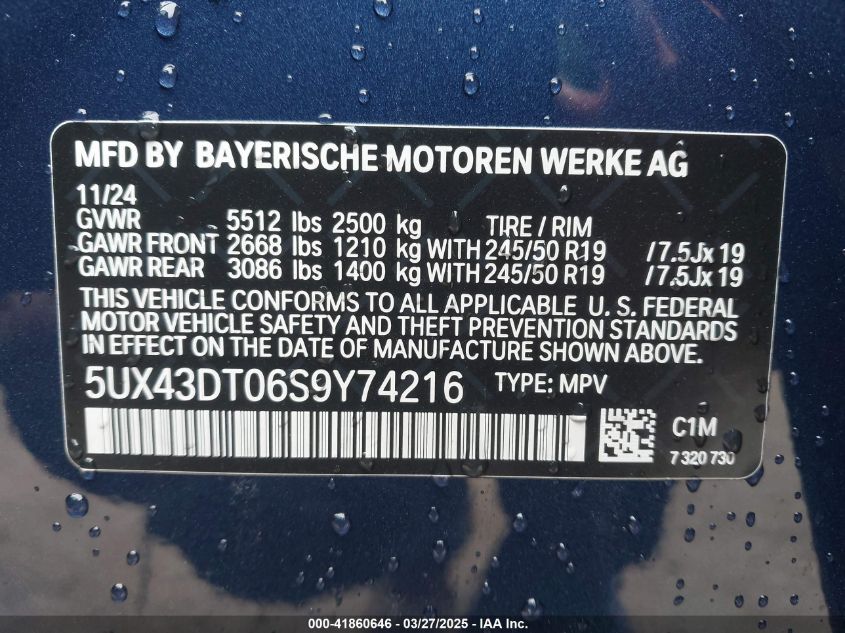 MFD BY BAYERISCHE MOTOREN WERKE AG
11/24
GVWR 5512 lbs 2500 kg TIRE / RIM
GAWR FRONT 2668 lbs 1210 kg WITH 245/50 R19 /7.5Jx 19
GAWR REAR 3086 lbs 1400 kg WITH 245/50 R19 /7.5Jx 19
THIS VEHICLE CONFORMS TO ALL APPLICABLE U. S. FEDERAL
MOTOR VEHICLE SAFETY AND THEFT PREVENTION STANDARDS
IN EFFECT ON THE DATE OF MANUFACTURE SHOWN ABOVE.
5UX43DT06S9Y74216 TYPE: MPV
C1M
7 320 730
000-41860646 — 03/27/2025 — IAA Inc.